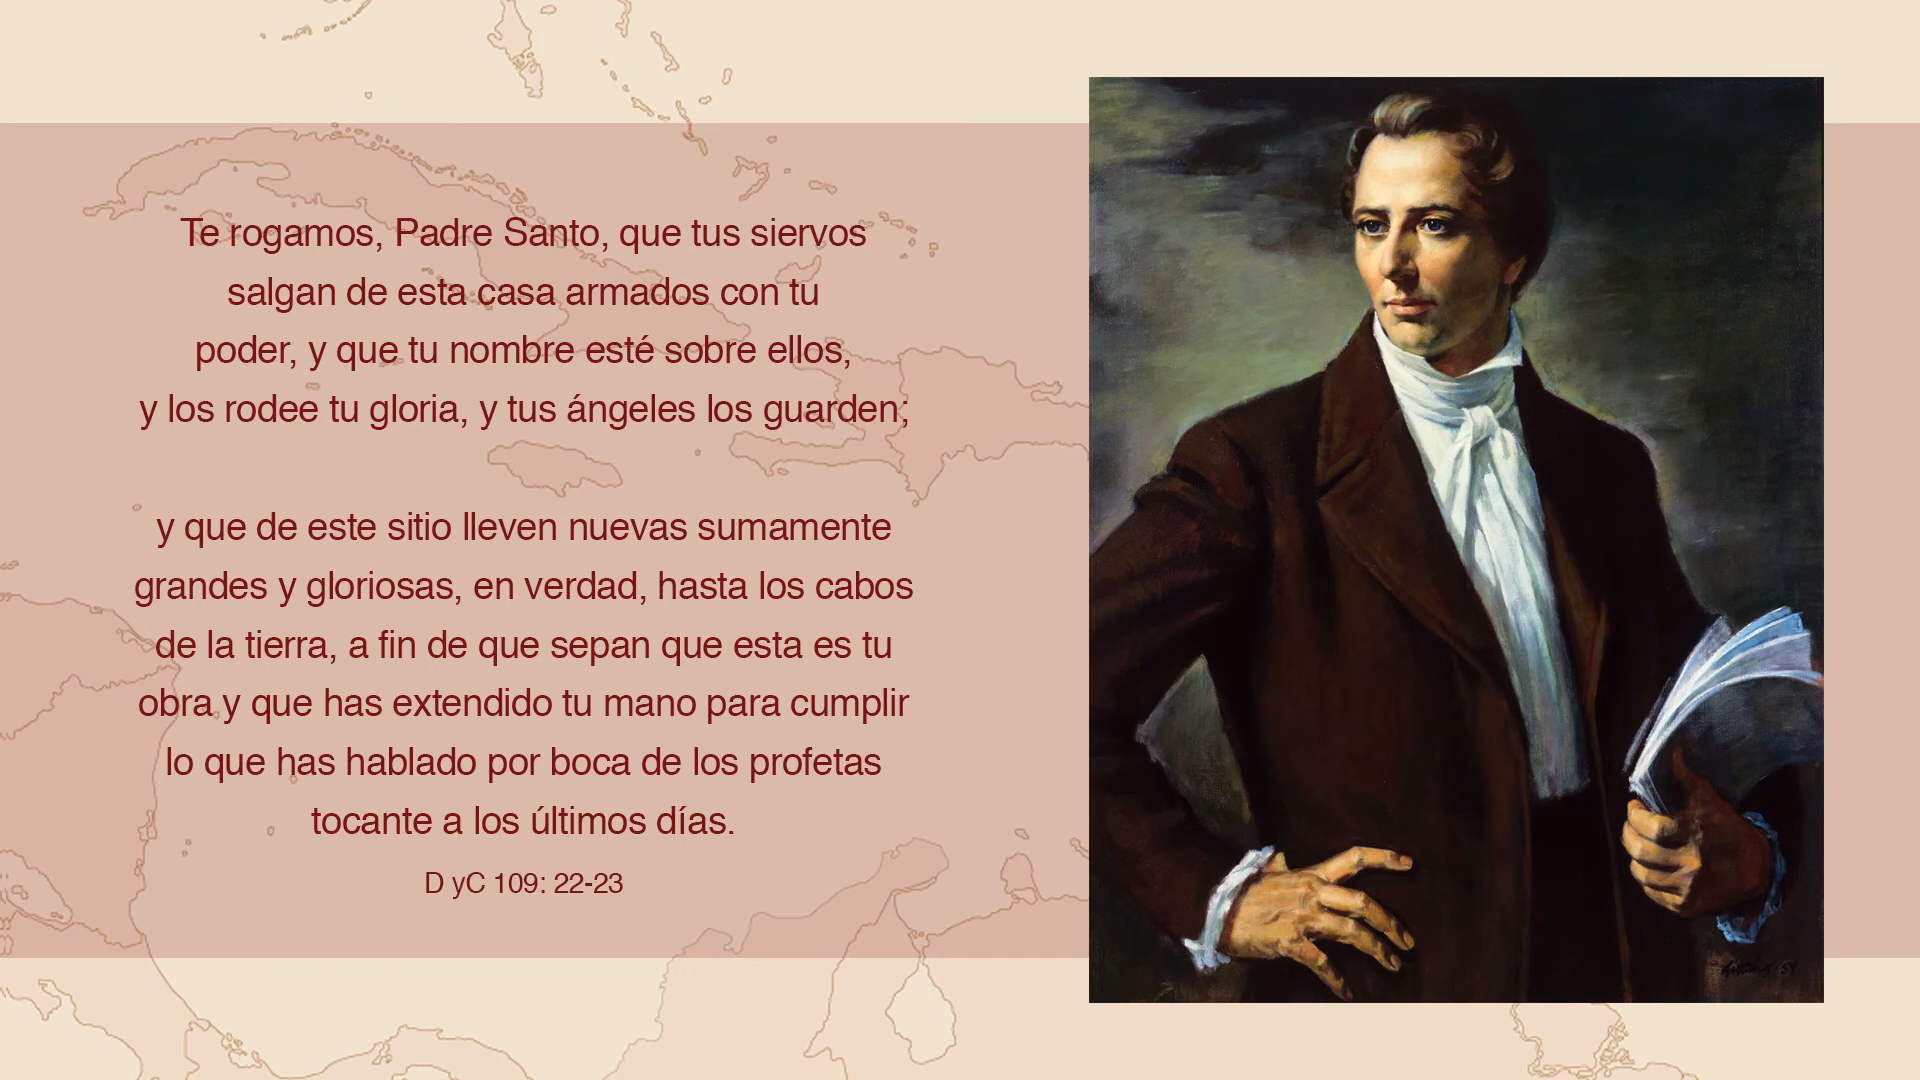 Te rogamos, Padre Santo, que tus siervos
salgan de esta casa armados con tu
poder, y que tu nombre esté sobre ellos,
y los rodee tu gloria, y tus ángeles los guarden;
y que de este sitio lleven nuevas sumamente
grandes y gloriosas, en verdad, hasta los cabos
de la tierra, a fin de que sepan que esta es tu
obra y que has extendido tu mano para cumplir
lo que has hablado por boca de los profetas
tocante a los últimos días.
D yC 109: 22-23